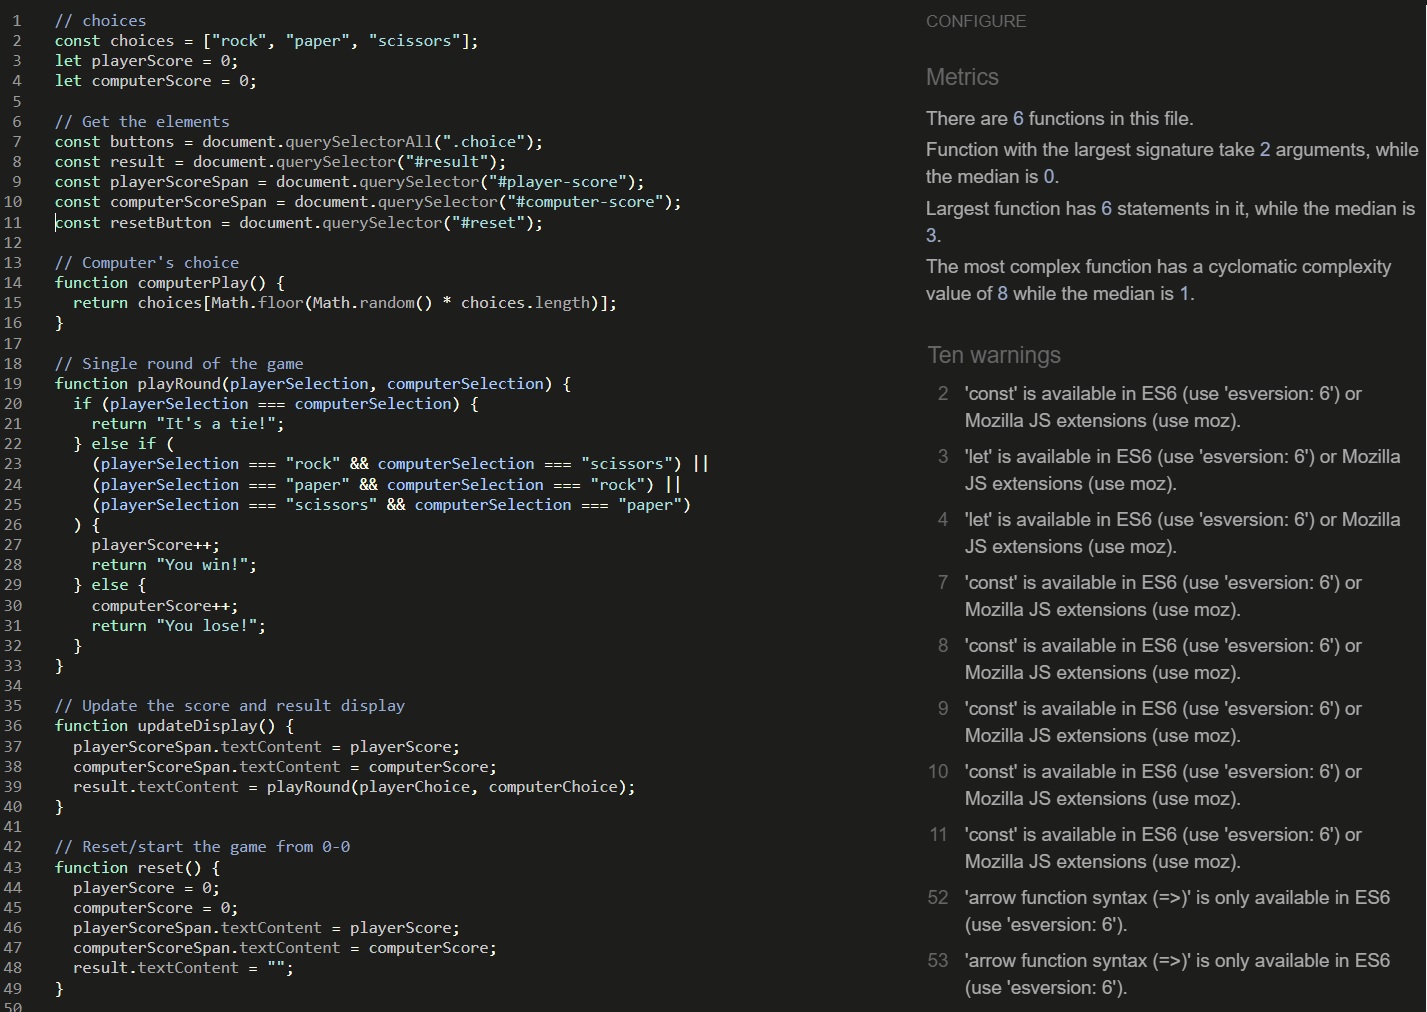 1 // choices
2 const choices = ["rock", "paper", "scissors"];
3 let playerScore = 0;
4 let computerScore = 0;
5
6 // Get the elements
7 const buttons = document.querySelectorAll(".choice");
8 const result = document.querySelector("#result");
9 const playerScoreSpan = document.querySelector("#player-score");
10 const computerScoreSpan = document.querySelector("#computer-score");
11 const resetButton = document.querySelector("#reset");
12
13 // Computer's choice
14 function computerPlay() {
15   return choices[Math.floor(Math.random() * choices.length)];
16 }
17
18 // Single round of the game
19 function playRound(playerSelection, computerSelection) {
20   if (playerSelection === computerSelection) {
21     return "It's a tie!";
22   } else if (
23     (playerSelection === "rock" && computerSelection === "scissors") ||
24     (playerSelection === "paper" && computerSelection === "rock") ||
25     (playerSelection === "scissors" && computerSelection === "paper")
26   ) {
27     playerScore++;
28     return "You win!";
29   } else {
30     computerScore++;
31     return "You lose!";
32   }
33 }
34
35 // Update the score and result display
36 function updateDisplay() {
37   playerScoreSpan.textContent = playerScore;
38   computerScoreSpan.textContent = computerScore;
39   result.textContent = playRound(playerChoice, computerChoice);
40 }
41
42 // Reset/start the game from 0-0
43 function reset() {
44   playerScore = 0;
45   computerScore = 0;
46   playerScoreSpan.textContent = playerScore;
47   computerScoreSpan.textContent = computerScore;
48   result.textContent = "";
49 }
50
CONFIGURE
Metrics
There are 6 functions in this file.
Function with the largest signature take 2 arguments, while
the median is 0.
Largest function has 6 statements in it, while the median is
3.
The most complex function has a cyclomatic complexity
value of 8 while the median is 1.
Ten warnings
2 'const' is available in ES6 (use 'esversion: 6') or
Mozilla JS extensions (use moz).
3 'let' is available in ES6 (use 'esversion: 6') or Mozilla
JS extensions (use moz).
4 'let' is available in ES6 (use 'esversion: 6') or Mozilla
JS extensions (use moz).
7 'const' is available in ES6 (use 'esversion: 6') or
Mozilla JS extensions (use moz).
8 'const' is available in ES6 (use 'esversion: 6') or
Mozilla JS extensions (use moz).
9 'const' is available in ES6 (use 'esversion: 6') or
Mozilla JS extensions (use moz).
10 'const' is available in ES6 (use 'esversion: 6') or
Mozilla JS extensions (use moz).
11 'const' is available in ES6 (use 'esversion: 6') or
Mozilla JS extensions (use moz).
52 'arrow function syntax (=>)' is only available in ES6
(use 'esversion: 6').
53 'arrow function syntax (=>)' is only available in ES6
(use 'esversion: 6').